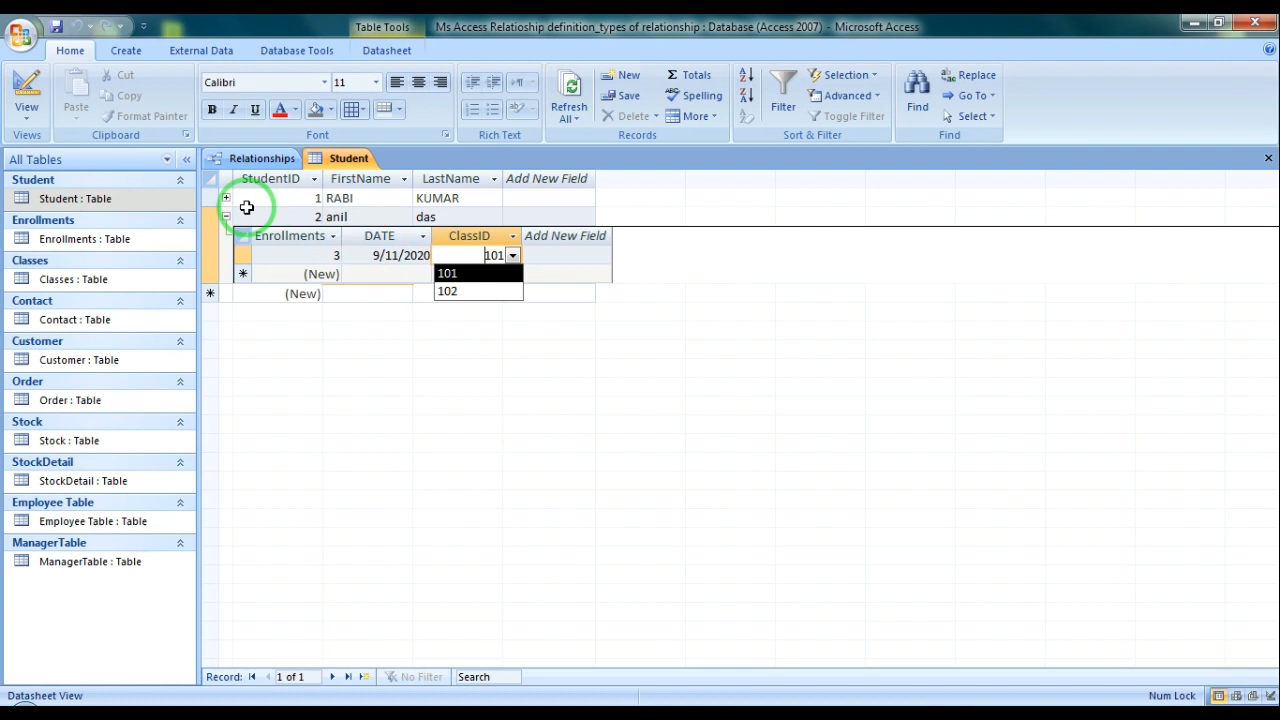 Table Tools
Ms Access Relatioship definition_types of relationship : Database (Access 2007) - Microsoft Access
Home Create External Data Database Tools Datasheet
View
Views
Paste
Cut
Copy
Format Painter
Clipboard
Calibri 11
B I U A
Font
Rich Text
Refresh All
New
Save
Delete
Totals
Spelling
More
Records
Filter
Selection
Advanced
Toggle Filter
Sort & Filter
Find
Replace
Go To
Select
Find
All Tables
Student
Student : Table
Enrollments
Enrollments : Table
Classes
Classes : Table
Contact
Contact : Table
Customer
Customer : Table
Order
Order : Table
Stock
Stock : Table
StockDetail
StockDetail : Table
Employee Table
Employee Table : Table
ManagerTable
ManagerTable : Table
Relationships Student
StudentID FirstName LastName Add New Field
1 RABI KUMAR
2 anil das
Enrollments DATE ClassID Add New Field
3 9/11/2020 101
(New)
101
102
(New)
Record: 1 of 1 No Filter Search
Datasheet View Num Lock